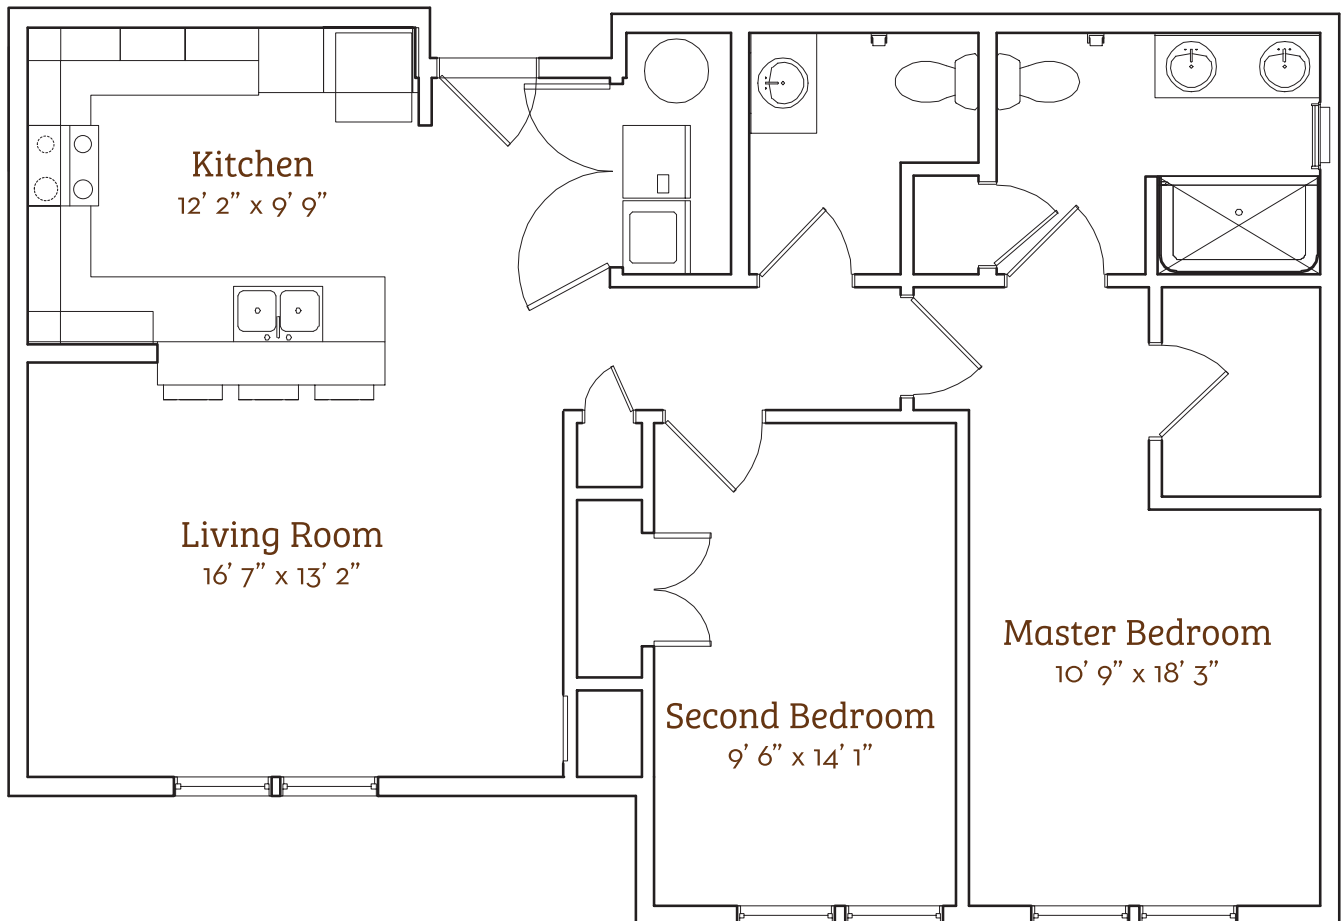 Kitchen
12’ 2” x 9’ 9”
Living Room
16’ 7” x 13’ 2”
Master Bedroom
10’ 9” x 18’ 3”
Second Bedroom
9’ 6” x 14’ 1”